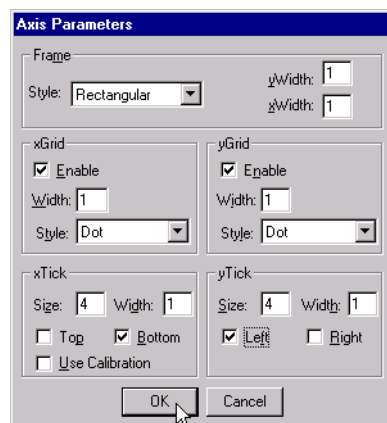 Axis Parameters
Frame
Style: Rectangular
yWidth: 1
xWidth: 1
xGrid
Enable
Width: 1
Style: Dot
yGrid
Enable
Width: 1
Style: Dot
xTick
Size: 4 Width: 1
Top Bottom
Use Calibration
yTick
Size: 4 Width: 1
Left Right
OK Cancel